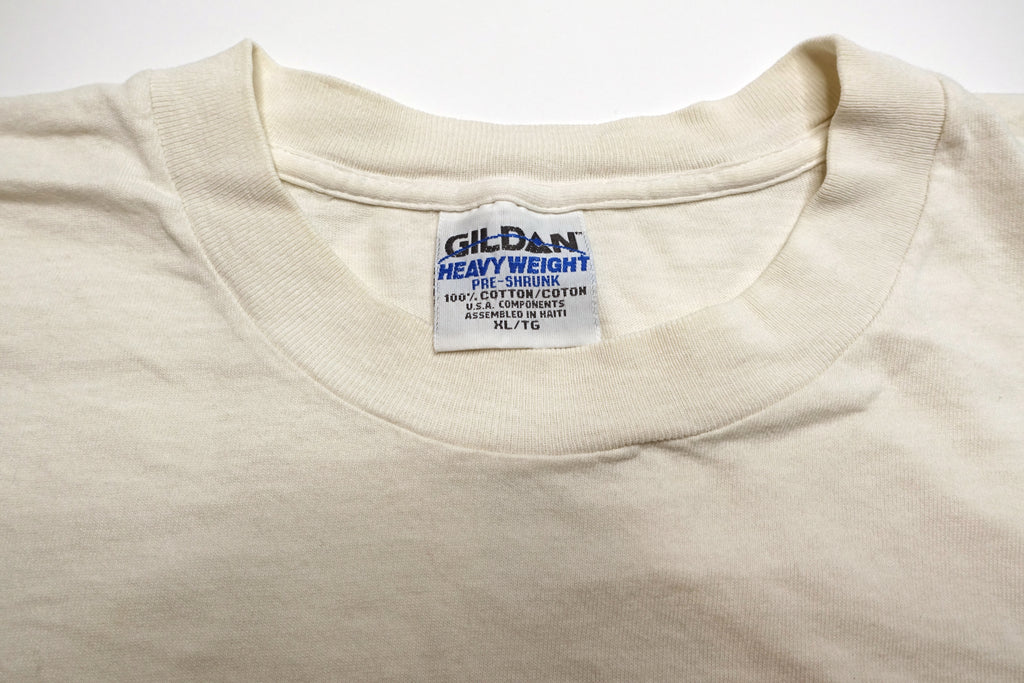 GILDAN™
HEAVY WEIGHT
PRE-SHRUNK
100% COTTON/COTON
U.S.A. COMPONENTS
ASSEMBLED IN HAITI
XL/TG